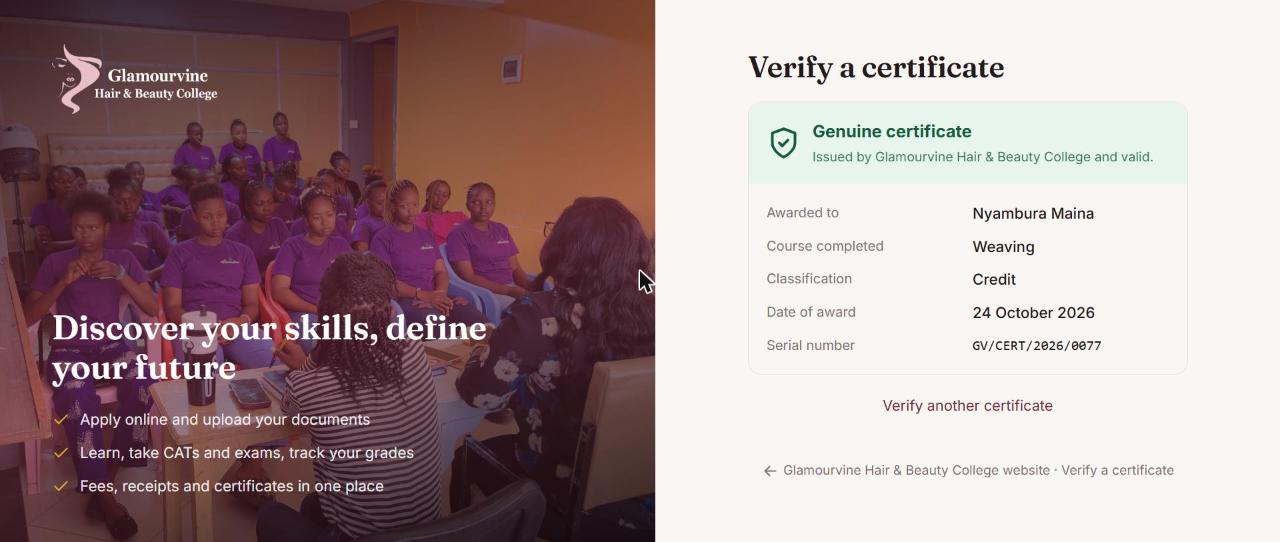 Glamourvine
Hair & Beauty College
Discover your skills, define
your future
Apply online and upload your documents
Learn, take CATs and exams, track your grades
Fees, receipts and certificates in one place
Verify a certificate
Genuine certificate
Issued by Glamourvine Hair & Beauty College and valid.
Awarded to Nyambura Maina
Course completed Weaving
Classification Credit
Date of award 24 October 2026
Serial number GV/CERT/2026/0077
Verify another certificate
← Glamourvine Hair & Beauty College website · Verify a certificate